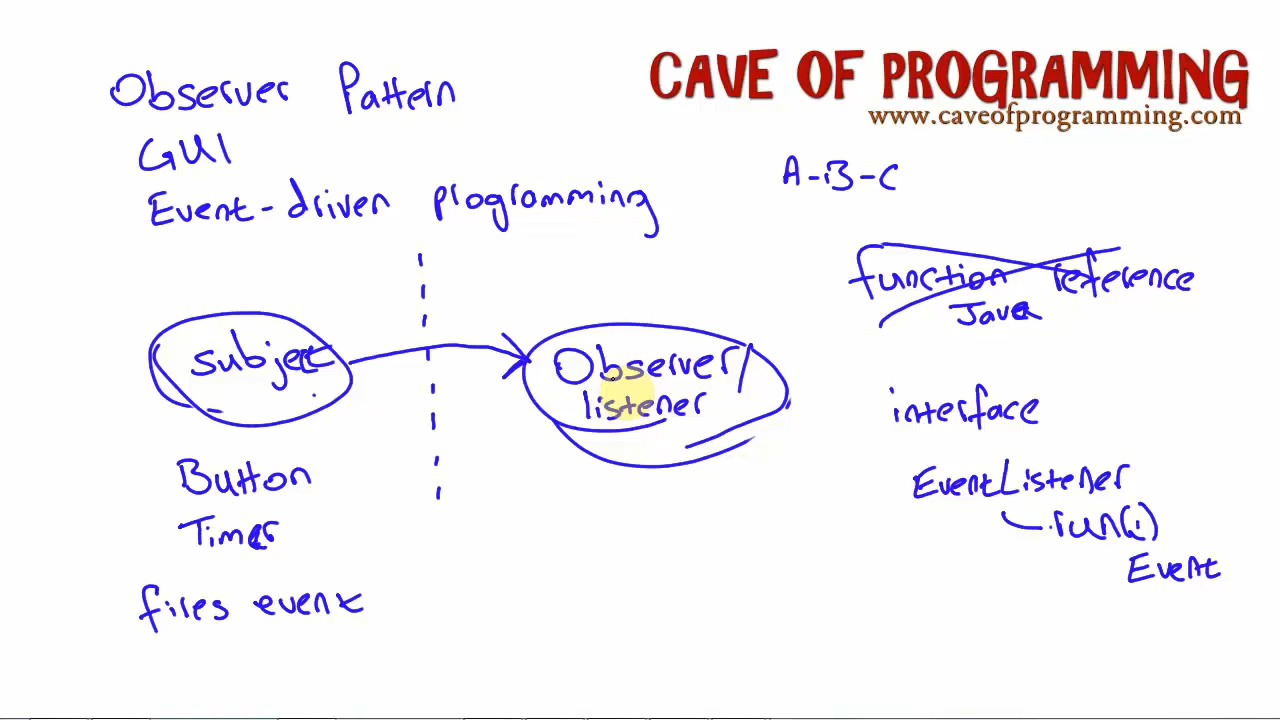 Observer Pattern
GUI
Event-driven programming
subject
Observer/
listener
Button
Timer
fires event
CAVE OF PROGRAMMING
www.caveofprogramming.com
A-B-C
function reference
Java
interface
EventListener
run(.)
Event